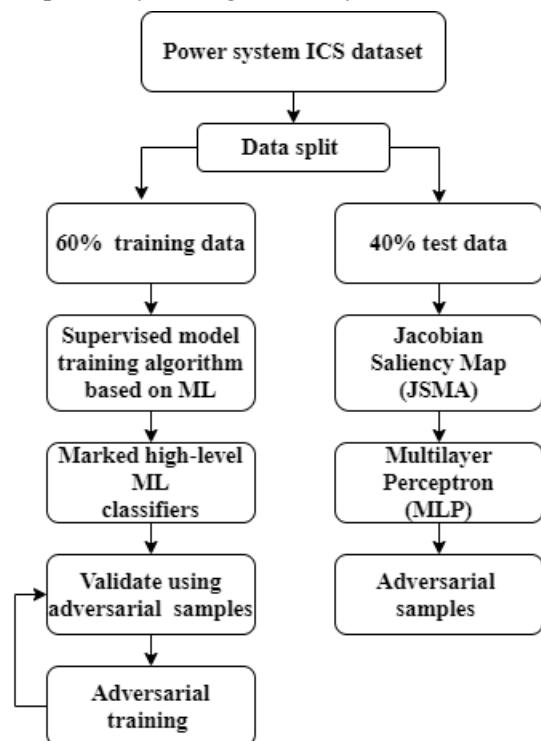 Power system ICS dataset
Data split
60% training data
40% test data
Supervised model
training algorithm
based on ML
Jacobian
Saliency Map
(JSMA)
Marked high-level
ML
classifiers
Multilayer
Perceptron
(MLP)
Validate using
adversarial samples
Adversarial
samples
Adversarial
training